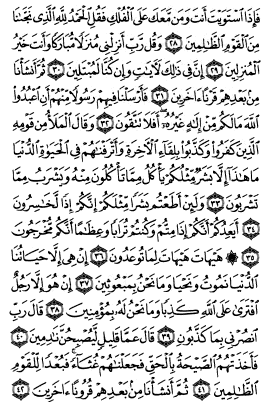 فَإِذَا ٱسۡتَوَيۡتَ أَنتَ وَمَن مَّعَكَ عَلَى ٱلۡفُلۡكِ فَقُلِ ٱلۡحَمۡدُ لِلَّهِ ٱلَّذِي نَجَّىٰنَا
مِنَ ٱلۡقَوۡمِ ٱلظَّٰلِمِينَ ٢٨ وَقُل رَّبِّ أَنزِلۡنِي مُنزَلٗا مُّبَارَكٗا وَأَنتَ خَيۡرُ
ٱلۡمُنزِلِينَ ٢٩ إِنَّ فِي ذَٰلِكَ لَأٓيَٰتٖ وَإِن كُنَّا لَمُبۡتَلِينَ ٣٠ ثُمَّ أَنشَأۡنَا
مِنۢ بَعۡدِهِمۡ قَرۡنًا ءَاخَرِينَ ٣١ فَأَرۡسَلۡنَا فِيهِمۡ رَسُولٗا مِّنۡهُمۡ أَنِ ٱعۡبُدُواْ
ٱللَّهَ مَا لَكُم مِّنۡ إِلَٰهٍ غَيۡرُهُۥٓۚ أَفَلَا تَتَّقُونَ ٣٢ وَقَالَ ٱلۡمَلَأُ مِن قَوۡمِهِ
ٱلَّذِينَ كَفَرُواْ وَكَذَّبُواْ بِلِقَآءِ ٱلۡأٓخِرَةِ وَأَتۡرَفۡنَٰهُمۡ فِي ٱلۡحَيَوٰةِ ٱلدُّنۡيَا
مَا هَٰذَآ إِلَّا بَشَرٞ مِّثۡلُكُمۡ يَأۡكُلُ مِمَّا تَأۡكُلُونَ مِنۡهُ وَيَشۡرَبُ مِمَّا
تَشۡرَبُونَ ٣٣ وَلَئِنۡ أَطَعۡتُم بَشَرٗا مِّثۡلَكُمۡ إِنَّكُمۡ إِذٗا لَّخَٰسِرُونَ
٣٤ أَيَعِدُكُمۡ أَنَّكُمۡ إِذَا مِتُّمۡ وَكُنتُمۡ تُرَابٗا وَعِظَٰمًا أَنَّكُم مُّخۡرَجُونَ
٣٥ ۞ هَيۡهَاتَ هَيۡهَاتَ لِمَا تُوعَدُونَ ٣٦ إِنۡ هِيَ إِلَّا حَيَاتُنَا
ٱلدُّنۡيَا نَمُوتُ وَنَحۡيَا وَمَا نَحۡنُ بِمَبۡعُوثِينَ ٣٧ إِنۡ هُوَ إِلَّا رَجُلٌ
ٱفۡتَرَىٰ عَلَى ٱللَّهِ كَذِبٗا وَمَا نَحۡنُ لَهُۥ بِمُؤۡمِنِينَ ٣٨ قَالَ رَبِّ
ٱنصُرۡنِي بِمَا كَذَّبُونِ ٣٩ قَالَ عَمَّا قَلِيلٖ لَّيُصۡبِحُنَّ نَٰدِمِينَ ٤٠
فَأَخَذَتۡهُمُ ٱلصَّيۡحَةُ بِٱلۡحَقِّ فَجَعَلۡنَٰهُمۡ غُثَآءٗۚ فَبُعۡدٗا لِّلۡقَوۡمِ
ٱلظَّٰلِمِينَ ٤١ ثُمَّ أَنشَأۡنَا مِنۢ بَعۡدِهِمۡ قُرُونًا ءَاخَرِينَ ٤٢